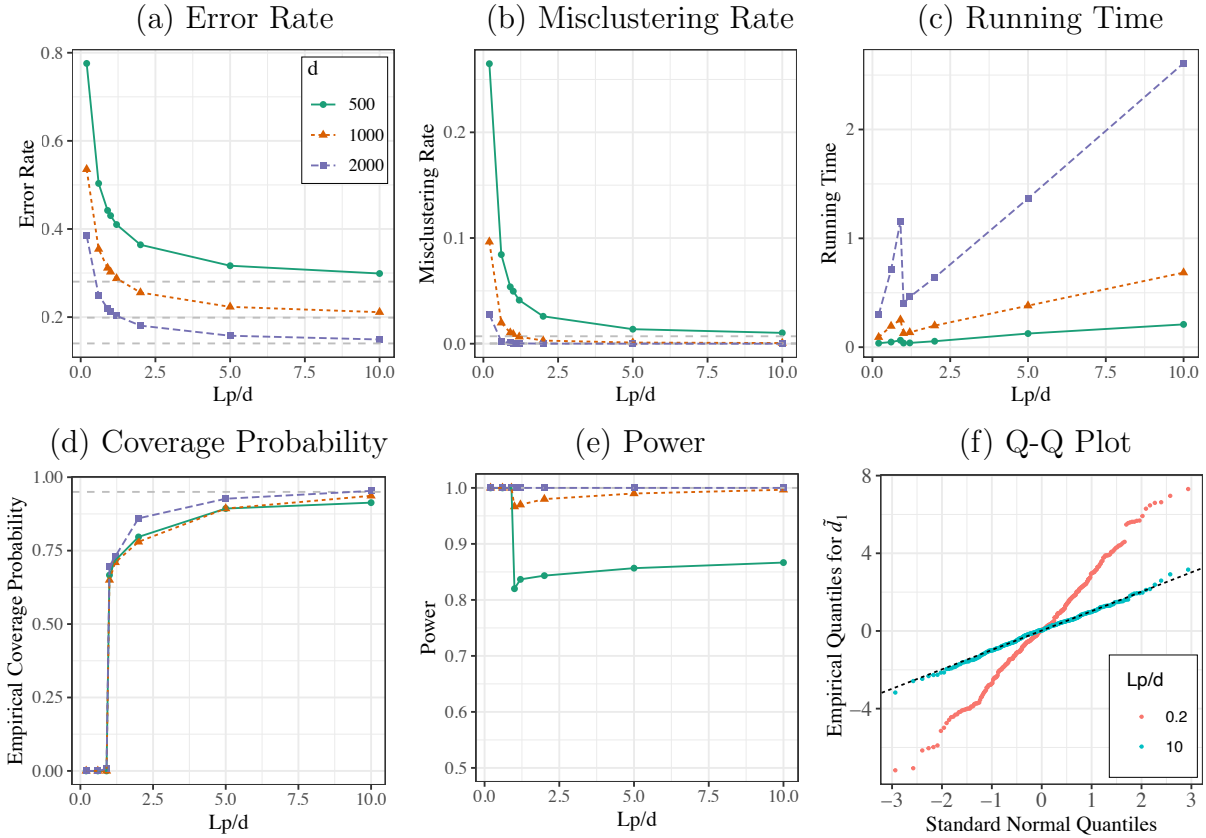 (a) Error Rate
0.8
0.6
0.4
0.2
Error Rate
0.0 2.5 5.0 7.5 10.0
Lp/d
d
500
1000
2000
(b) Misclustering Rate
0.2
0.1
0.0
Misclustering Rate
0.0 2.5 5.0 7.5 10.0
Lp/d
(c) Running Time
2
1
0
Running Time
0.0 2.5 5.0 7.5 10.0
Lp/d
(d) Coverage Probability
1.00
0.75
0.50
0.25
0.00
Empirical Coverage Probability
0.0 2.5 5.0 7.5 10.0
Lp/d
(e) Power
1.0
0.9
0.8
0.7
0.6
0.5
Power
0.0 2.5 5.0 7.5 10.0
Lp/d
(f) Q-Q Plot
8
4
0
−4
Empirical Quantiles for d̃₁
−3 −2 −1 0 1 2 3
Standard Normal Quantiles
Lp/d
0.2
10